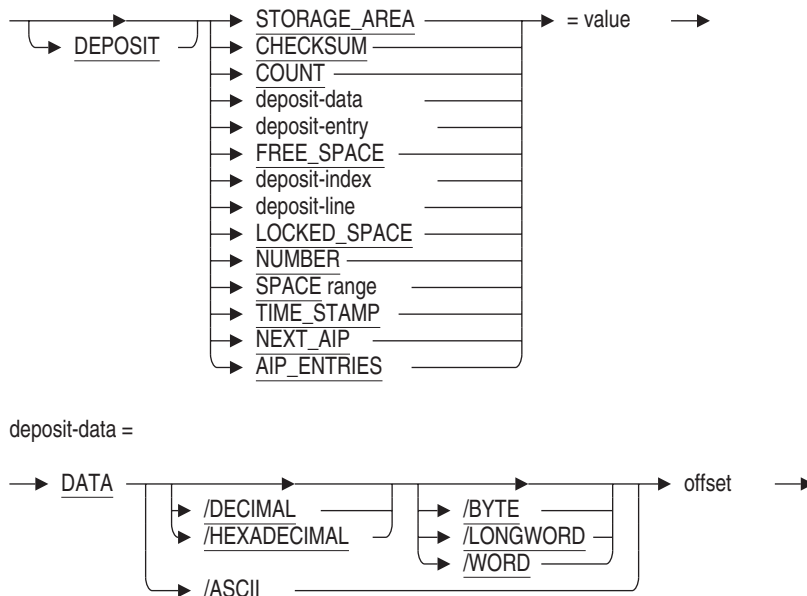 STORAGE_AREA
= value
DEPOSIT
CHECKSUM
COUNT
deposit-data
deposit-entry
FREE_SPACE
deposit-index
deposit-line
LOCKED_SPACE
NUMBER
SPACE range
TIME_STAMP
NEXT_AIP
AIP_ENTRIES
deposit-data =
DATA
offset
/DECIMAL
/BYTE
/HEXADECIMAL
/LONGWORD
/WORD
/ASCII